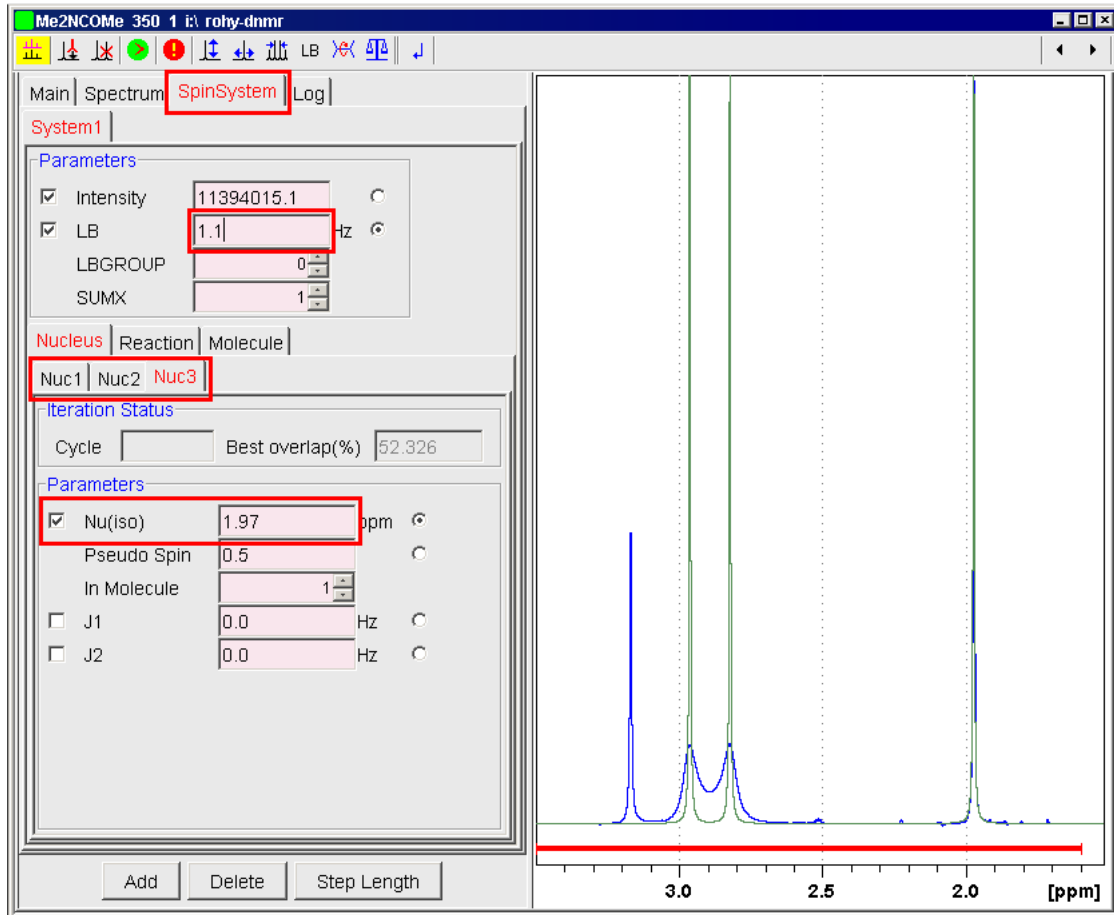 Me2NCOMe 350 1 i:\ rohy-dnmr
LB
Main Spectrum SpinSystem Log
System1
Parameters
Intensity 11394015.1
LB 1.1 Hz
LBGROUP 0
SUMX 1
Nucleus Reaction Molecule
Nuc1 Nuc2 Nuc3
Iteration Status
Cycle Best overlap(%) 52.326
Parameters
Nu(iso) 1.97 ppm
Pseudo Spin 0.5
In Molecule 1
J1 0.0 Hz
J2 0.0 Hz
Add Delete Step Length
3.0 2.5 2.0 [ppm]